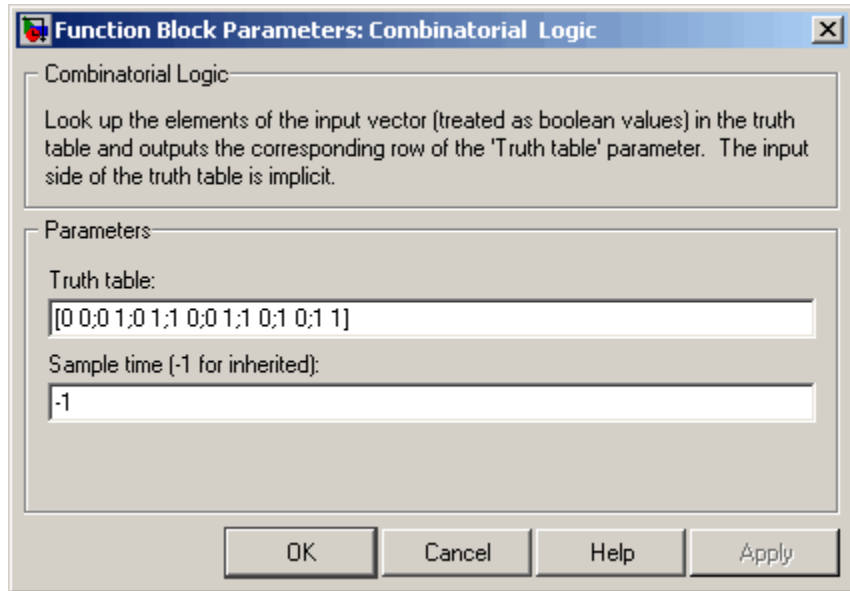 Function Block Parameters: Combinatorial Logic
Combinatorial Logic
Look up the elements of the input vector (treated as boolean values) in the truth
table and outputs the corresponding row of the 'Truth table' parameter. The input
side of the truth table is implicit.
Parameters
Truth table:
[0 0;0 1;0 1;1 0;0 1;1 0;1 0;1 1]
Sample time (-1 for inherited):
-1
OK Cancel Help Apply